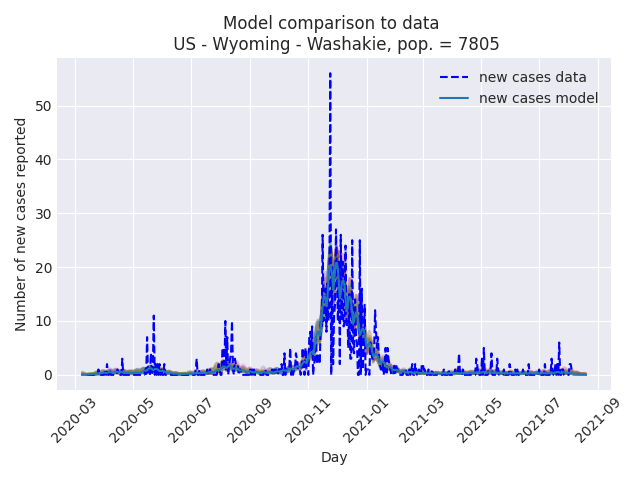 Model comparison to data
US - Wyoming - Washakie, pop. = 7805
new cases data
new cases model
Number of new cases reported
50
40
30
20
10
0
2020-03
2020-05
2020-07
2020-09
2020-11
2021-01
2021-03
2021-05
2021-07
2021-09
Day